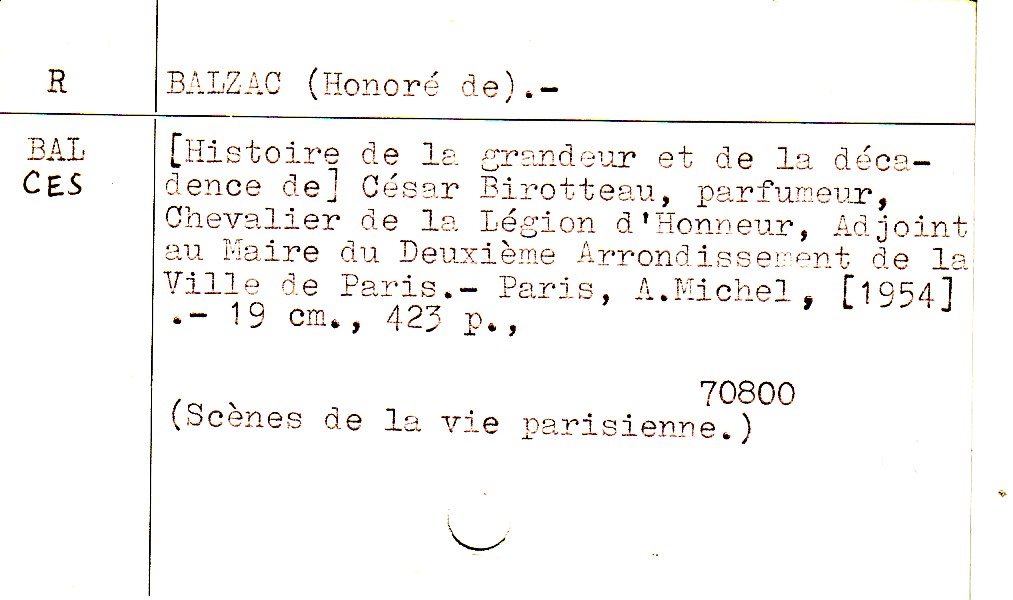 R
BALZAC (Honoré de).-
BAL
CES
[Histoire de la grandeur et de la déca-
dence de] César Birotteau, parfumeur,
Chevalier de la Légion d'Honneur, Adjoint
au Maire du Deuxième Arrondissement de la
Ville de Paris.- Paris, A.Michel, [1954]
.- 19 cm., 423 p.,
70800
(Scènes de la vie parisienne.)